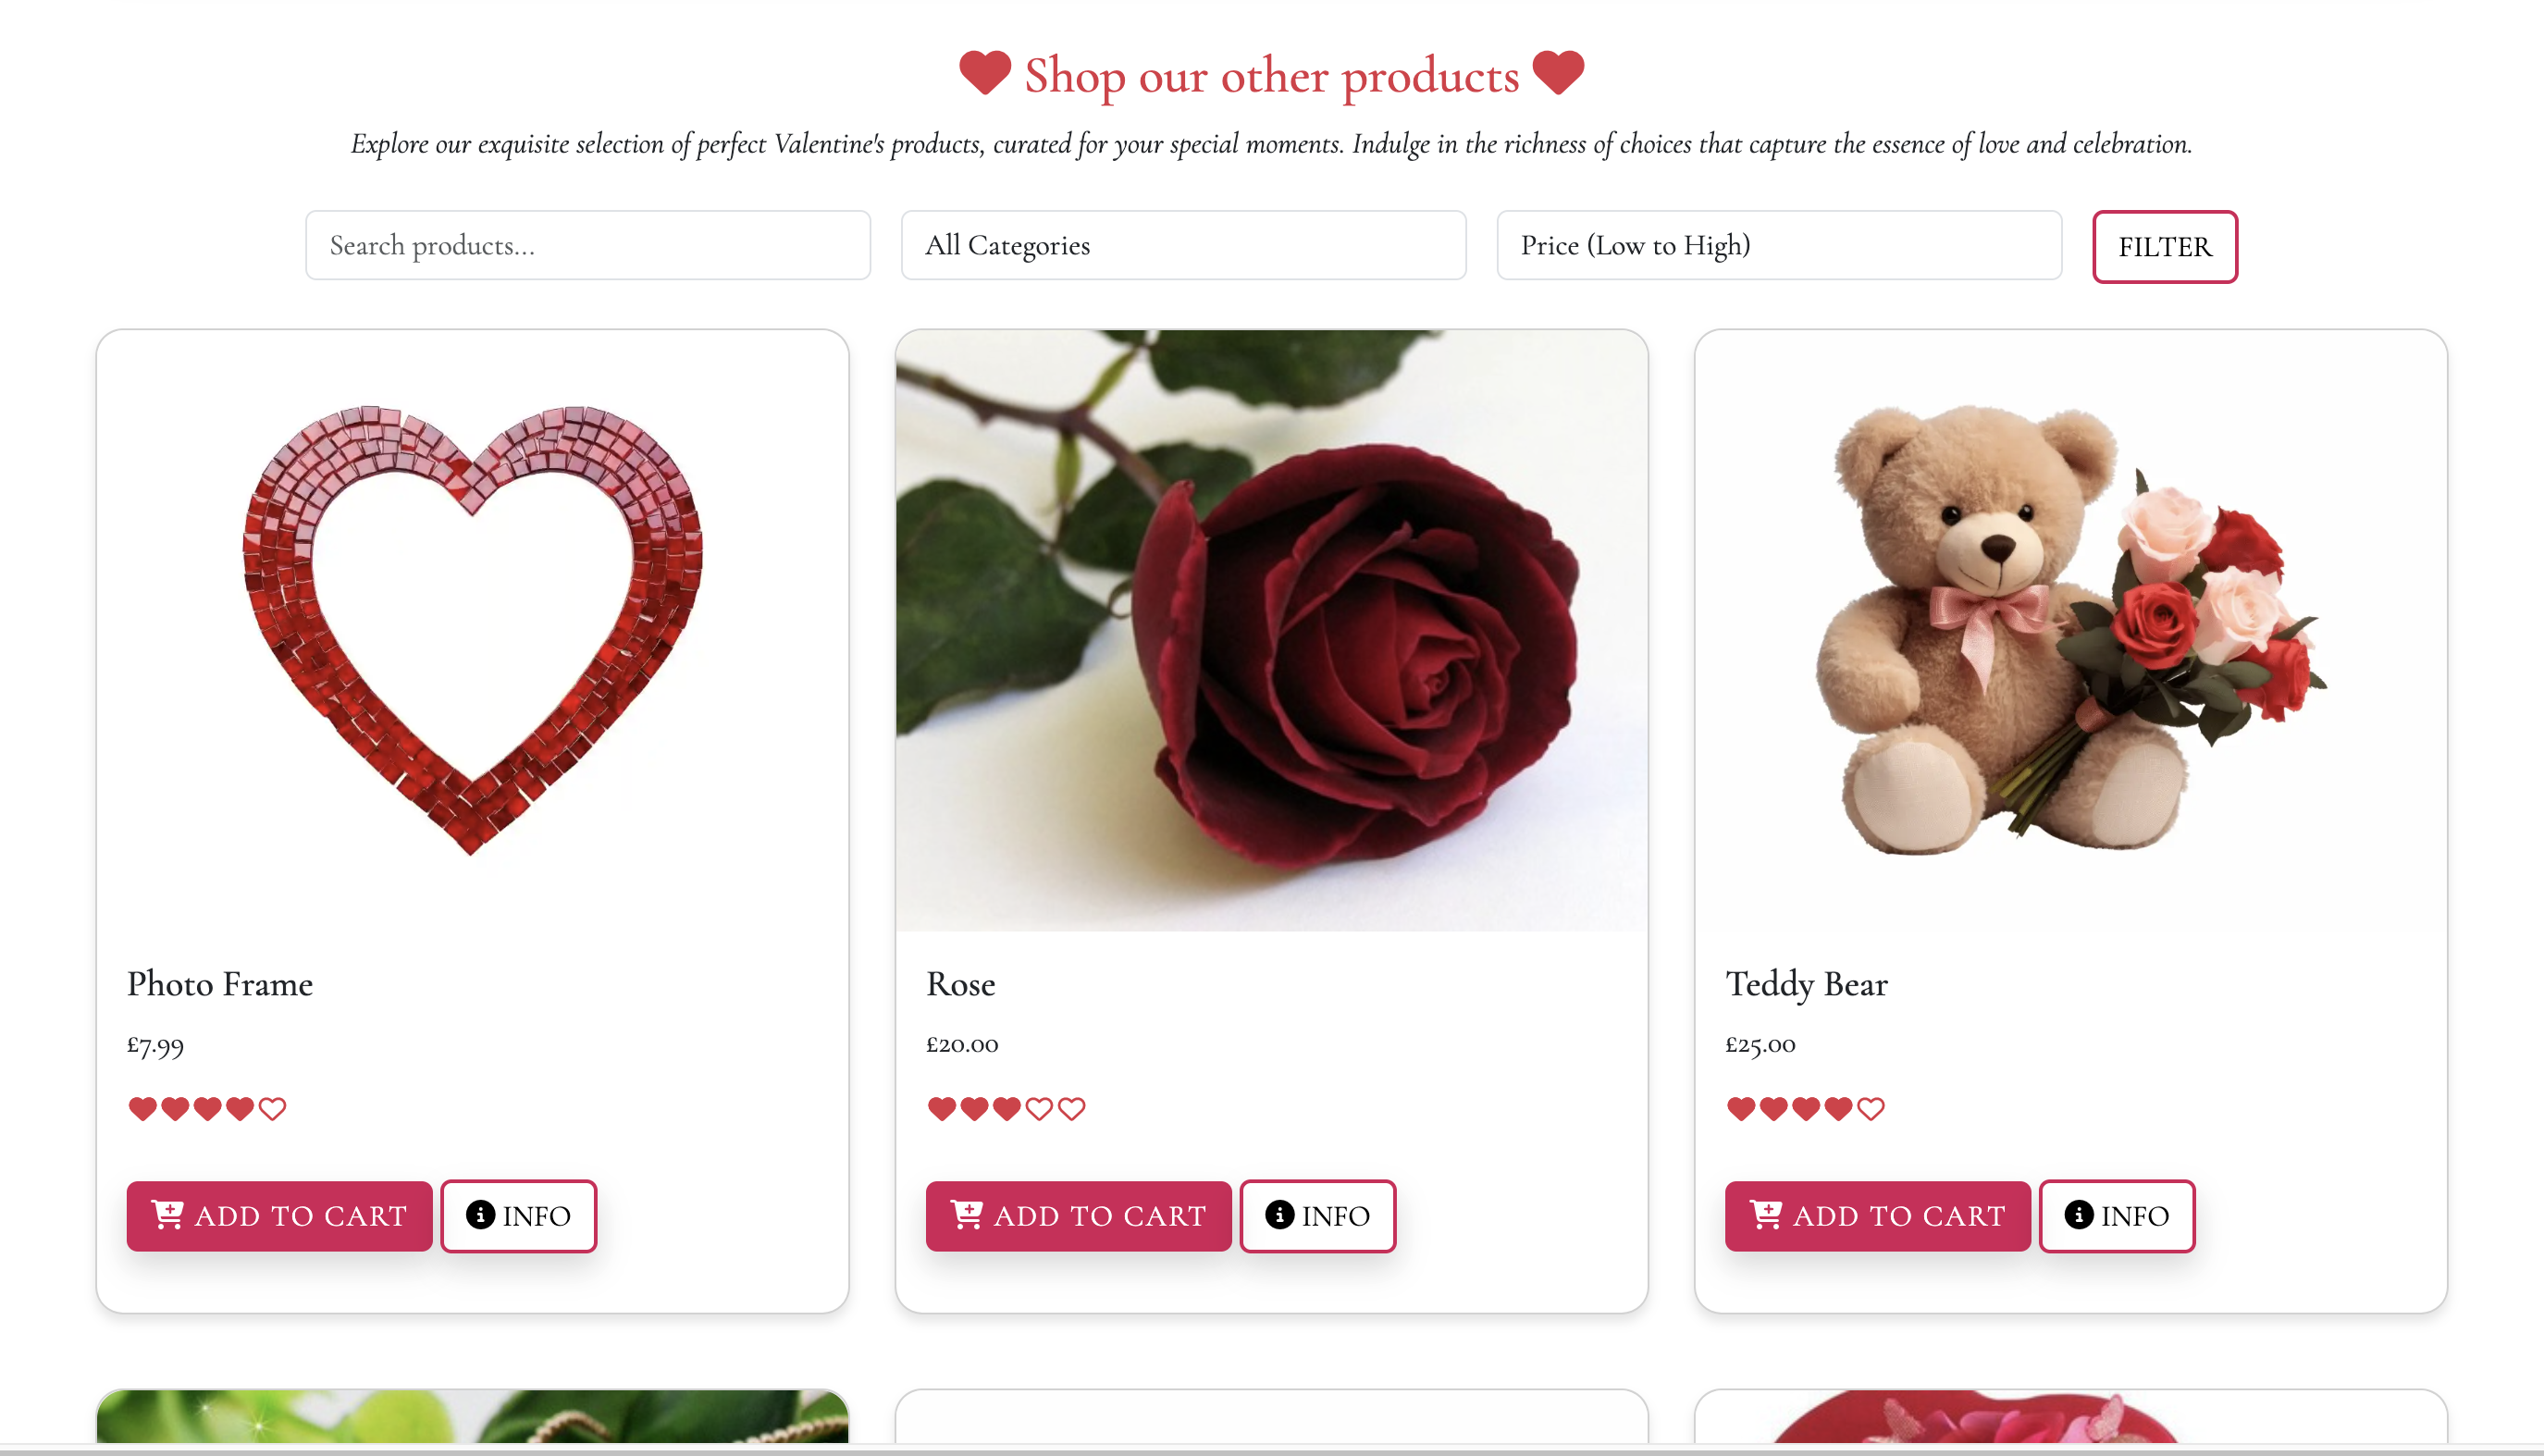 Shop our other products
Explore our exquisite selection of perfect Valentine's products, curated for your special moments. Indulge in the richness of choices that capture the essence of love and celebration.
Search products...
All Categories
Price (Low to High)
FILTER
Photo Frame
£7.99
ADD TO CART
INFO
Rose
£20.00
ADD TO CART
INFO
Teddy Bear
£25.00
ADD TO CART
INFO